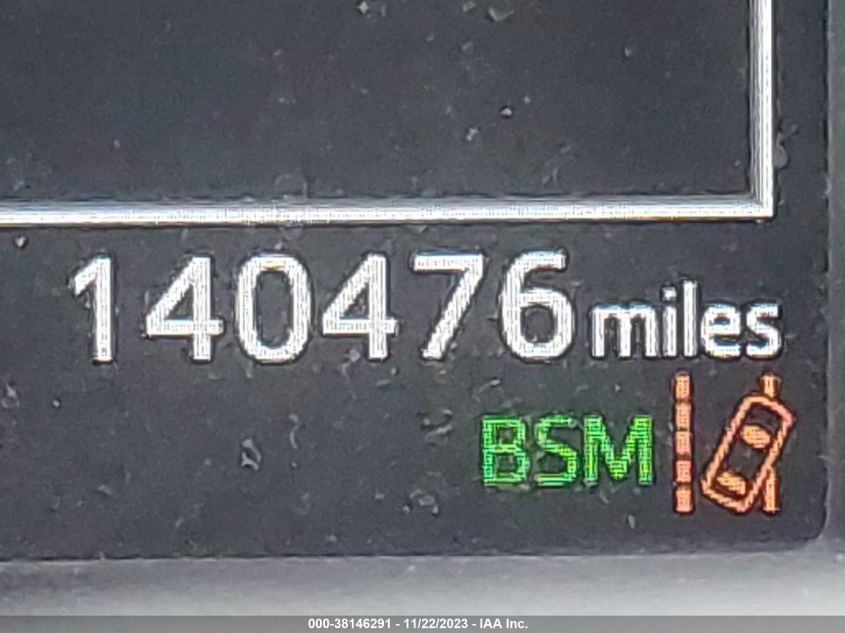 140476 miles
BSM
000-38146291 - 11/22/2023 - IAA Inc.